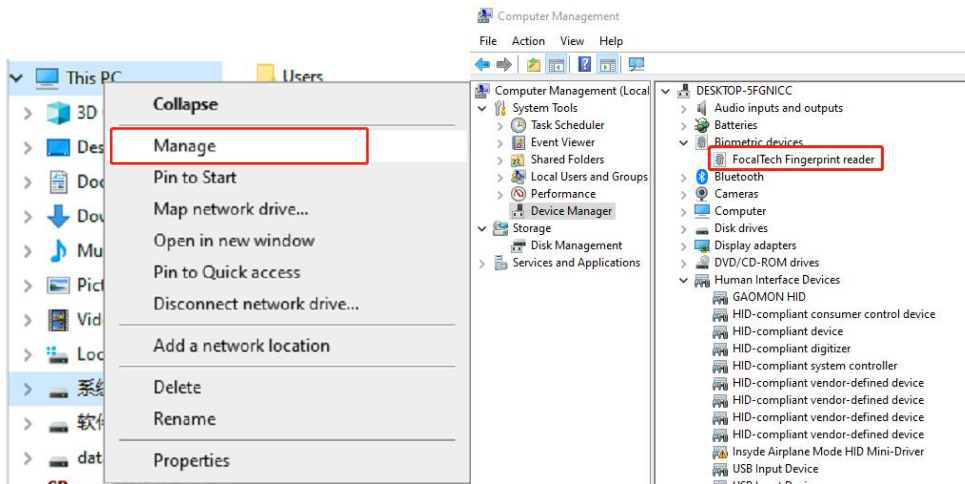 This PC
Users
3D
Des
Doc
Dow
Mu
Pict
Vid
Loc
系统
软件
dat
Collapse
Manage
Pin to Start
Map network drive...
Open in new window
Pin to Quick access
Disconnect network drive...
Add a network location
Delete
Rename
Properties
Computer Management
File Action View Help
Computer Management (Local
System Tools
Task Scheduler
Event Viewer
Shared Folders
Local Users and Groups
Performance
Device Manager
Storage
Disk Management
Services and Applications
DESKTOP-5FGNICC
Audio inputs and outputs
Batteries
Biometric devices
FocalTech Fingerprint reader
Bluetooth
Cameras
Computer
Disk drives
Display adapters
DVD/CD-ROM drives
Human Interface Devices
GAOMON HID
HID-compliant consumer control device
HID-compliant device
HID-compliant digitizer
HID-compliant system controller
HID-compliant vendor-defined device
HID-compliant vendor-defined device
HID-compliant vendor-defined device
HID-compliant vendor-defined device
Insyde Airplane Mode HID Mini-Driver
USB Input Device